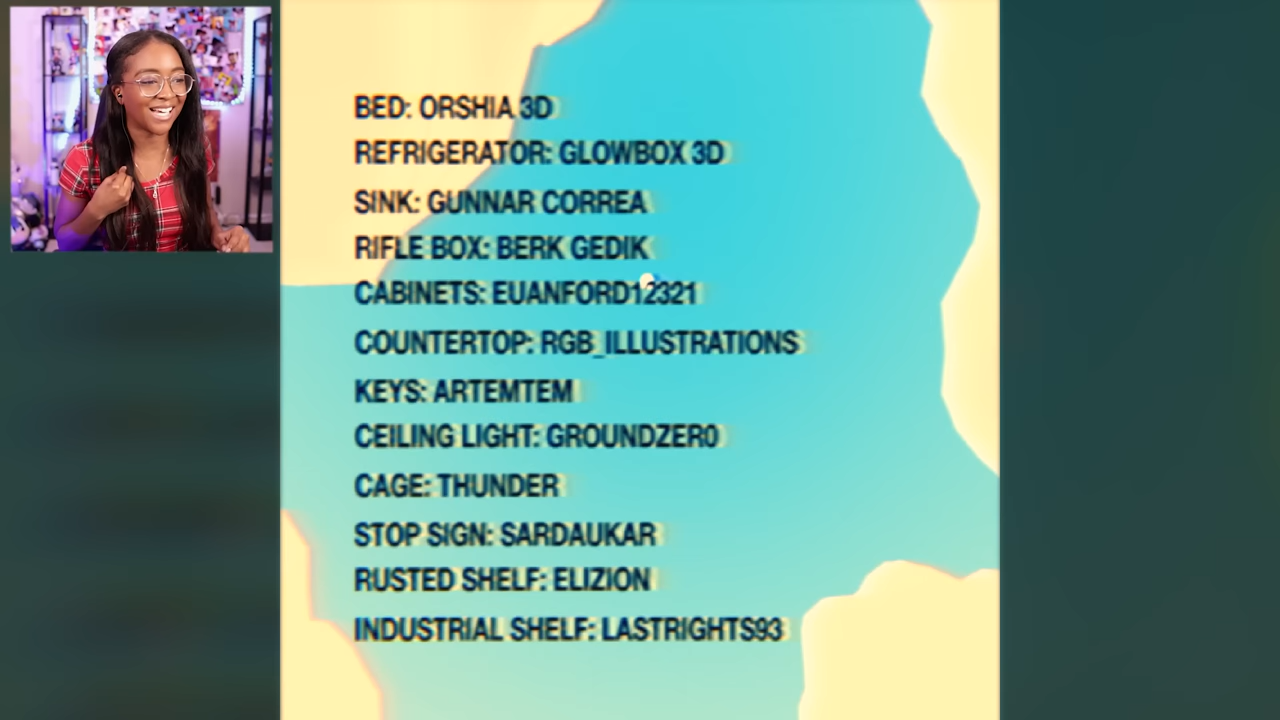 BED: ORSHIA 3D
REFRIGERATOR: GLOWBOX 3D
SINK: GUNNAR CORREA
RIFLE BOX: BERK GEDIK
CABINETS: EUANFORD12321
COUNTERTOP: RGB_ILLUSTRATIONS
KEYS: ARTEMTEM
CEILING LIGHT: GROUNDZER0
CAGE: THUNDER
STOP SIGN: SARDAUKAR
RUSTED SHELF: ELIZION
INDUSTRIAL SHELF: LASTRIGHTS93